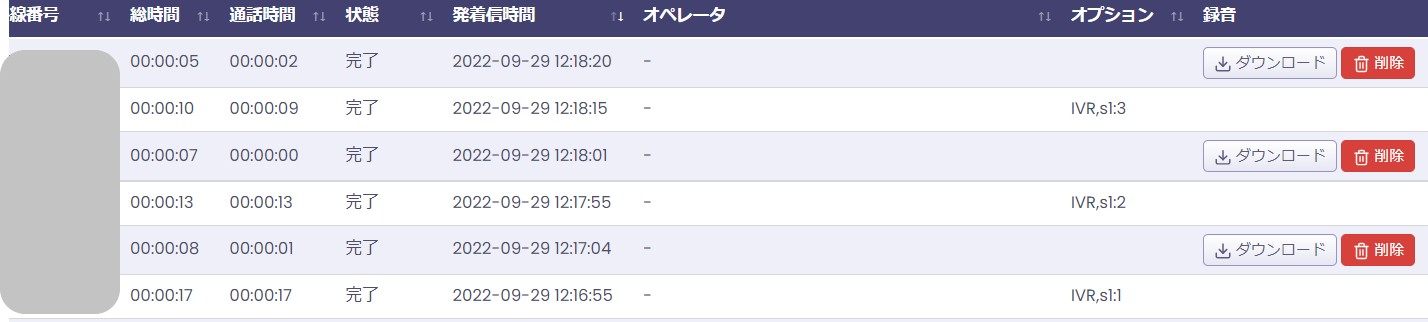 線番号 総時間 通話時間 状態 発着信時間 オペレータ オプション 録音
00:00:05 00:00:02 完了 2022-09-29 12:18:20 - ダウンロード 削除
00:00:10 00:00:09 完了 2022-09-29 12:18:15 - IVR,s1:3
00:00:07 00:00:00 完了 2022-09-29 12:18:01 - ダウンロード 削除
00:00:13 00:00:13 完了 2022-09-29 12:17:55 - IVR,s1:2
00:00:08 00:00:01 完了 2022-09-29 12:17:04 - ダウンロード 削除
00:00:17 00:00:17 完了 2022-09-29 12:16:55 - IVR,s1:1